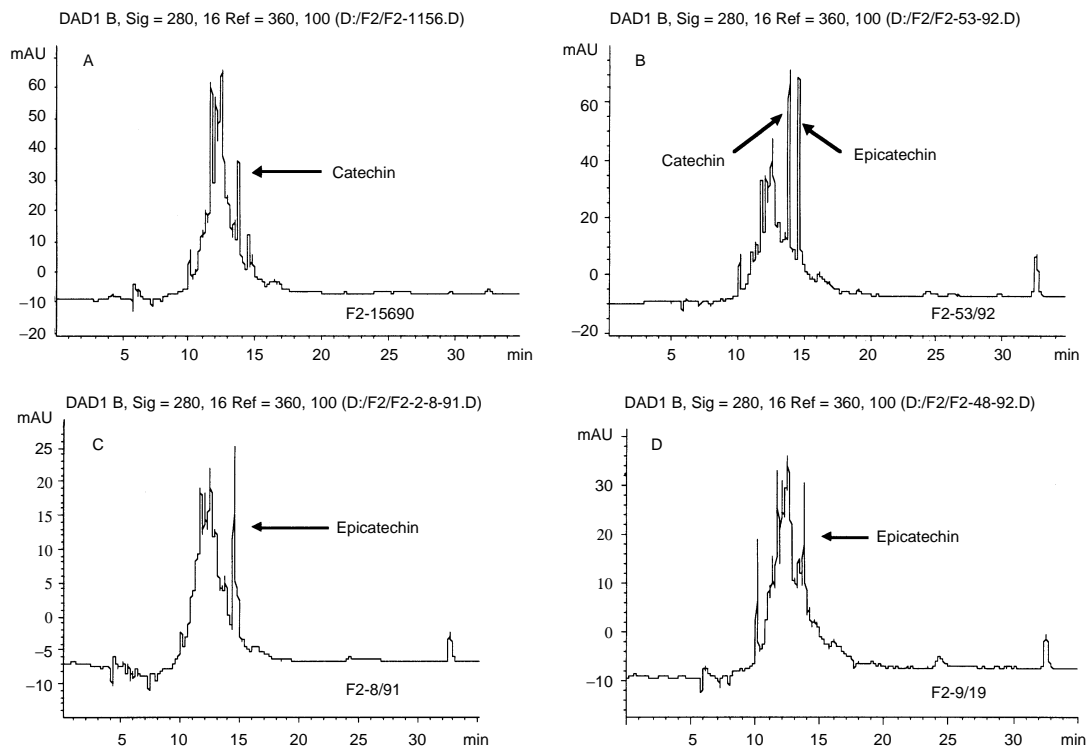 DAD1 B, Sig = 280, 16 Ref = 360, 100 (D:/F2/F2-1156.D)
mAU
A
60
50
40
30
20
10
0
−10
−20
Catechin
F2-15690
5
10
15
20
25
30
min
DAD1 B, Sig = 280, 16 Ref = 360, 100 (D:/F2/F2-53-92.D)
mAU
B
60
40
20
0
−20
Catechin
Epicatechin
F2-53/92
5
10
15
20
25
30
min
DAD1 B, Sig = 280, 16 Ref = 360, 100 (D:/F2/F2-2-8-91.D)
mAU
C
25
20
15
10
5
0
−5
−10
Epicatechin
F2-8/91
5
10
15
20
25
30
min
DAD1 B, Sig = 280, 16 Ref = 360, 100 (D:/F2/F2-48-92.D)
mAU
D
30
20
10
0
−10
Epicatechin
F2-9/19
5
10
15
20
25
30
min